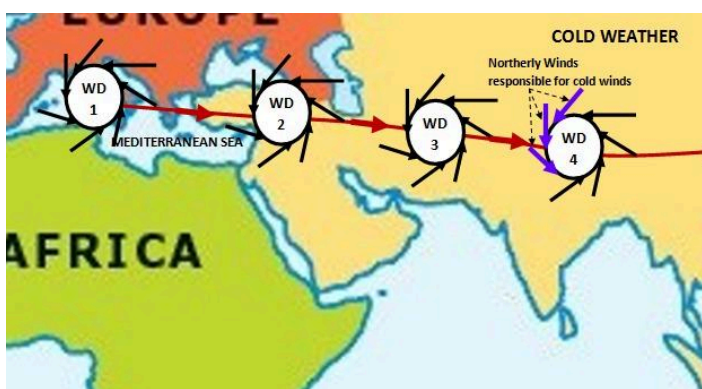 EUROPE
COLD WEATHER
Northerly Winds
responsible for cold winds
WD
1
WD
2
WD
3
WD
4
MEDITERRANEAN SEA
AFRICA